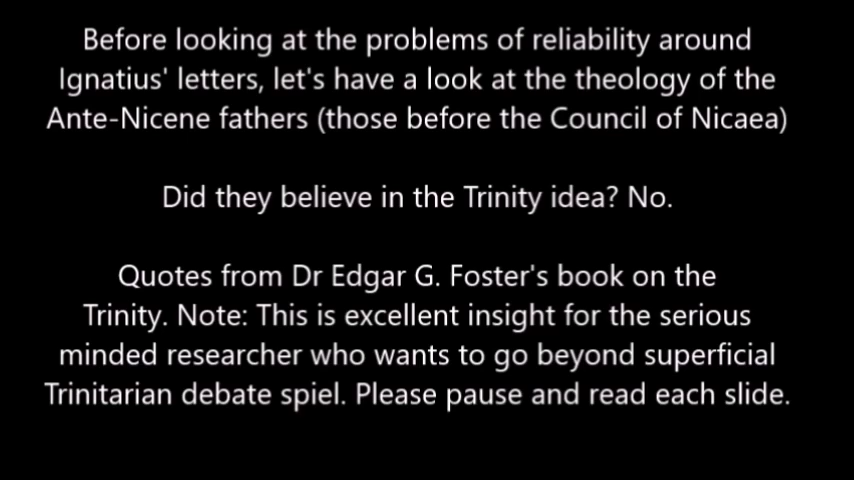 Before looking at the problems of reliability around
Ignatius' letters, let's have a look at the theology of the
Ante-Nicene fathers (those before the Council of Nicaea)
Did they believe in the Trinity idea? No.
Quotes from Dr Edgar G. Foster's book on the
Trinity. Note: This is excellent insight for the serious
minded researcher who wants to go beyond superficial
Trinitarian debate spiel. Please pause and read each slide.